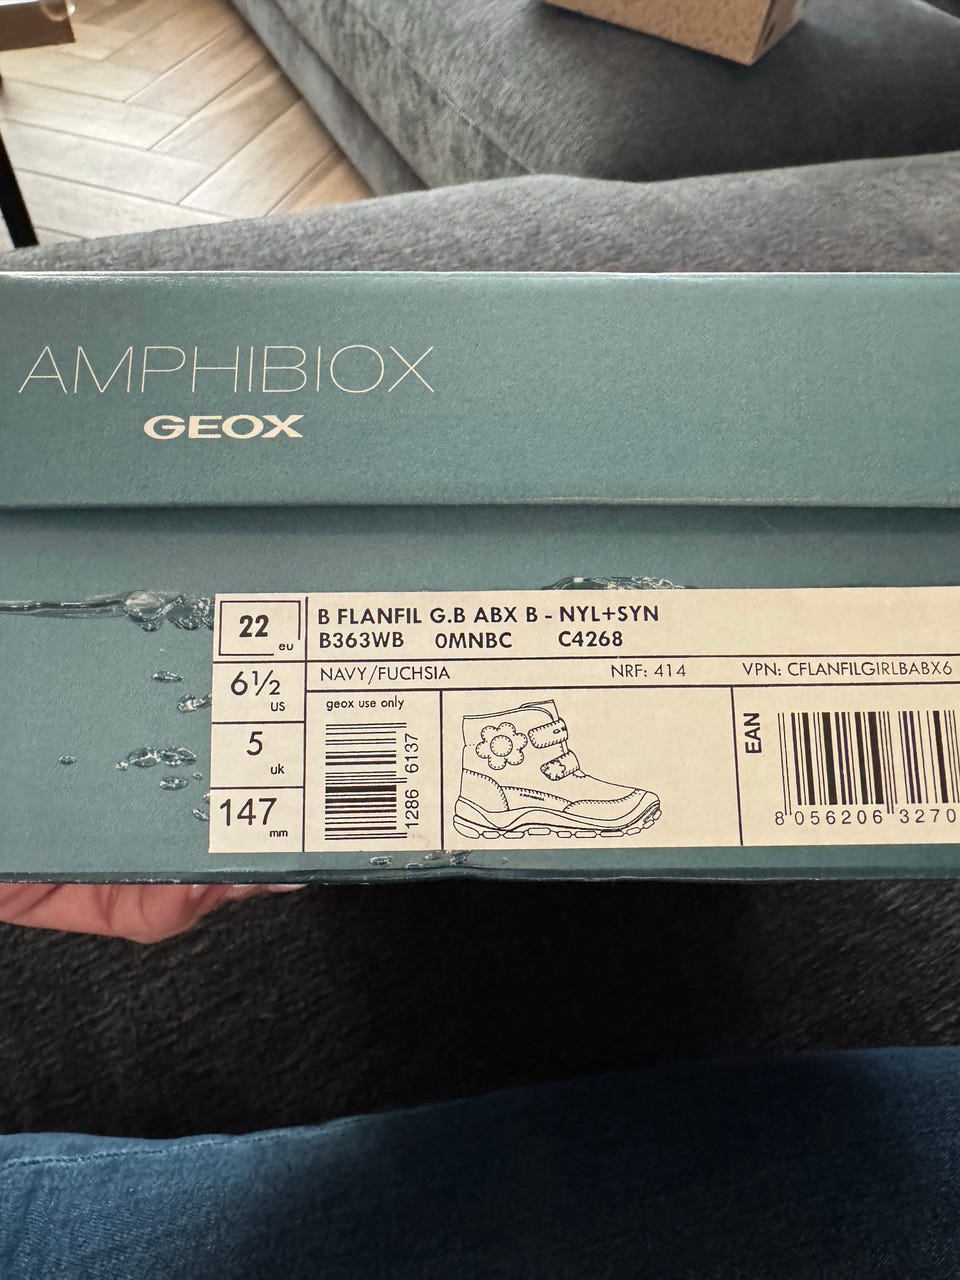 AMPHIBIOX
GEOX
22 eu
B FLANFIL G.B ABX B - NYL+SYN
B363WB 0MNBC C4268
6½ US
NAVY/FUCHSIA NRF: 414 VPN: CFLANFILGIRLBABX6
geox use only
5 uk
147 mm
1286 6137
EAN
8 056206 3270